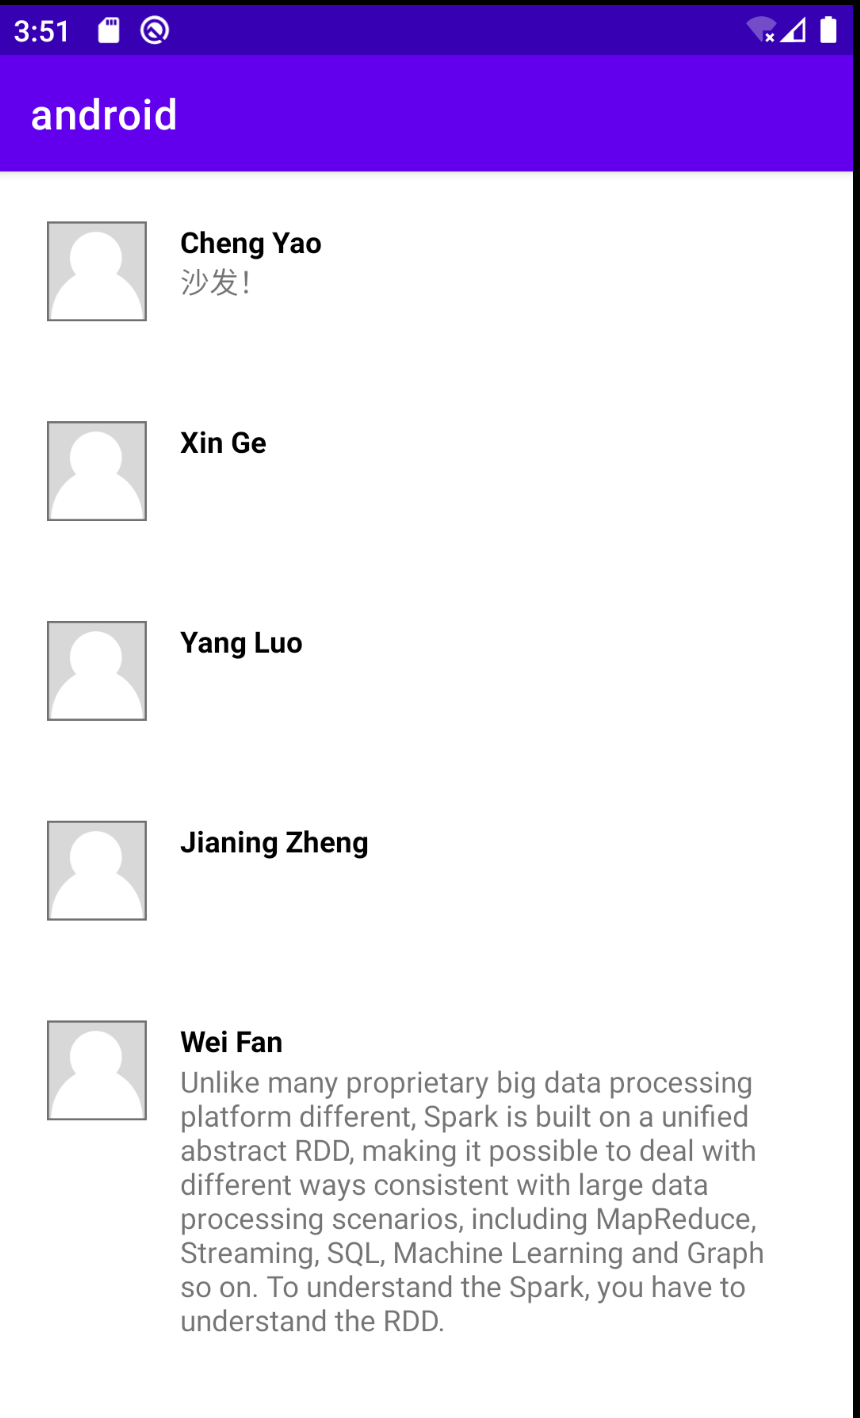 3:51
android
Cheng Yao
沙发！
Xin Ge
Yang Luo
Jianing Zheng
Wei Fan
Unlike many proprietary big data processing
platform different, Spark is built on a unified
abstract RDD, making it possible to deal with
different ways consistent with large data
processing scenarios, including MapReduce,
Streaming, SQL, Machine Learning and Graph
so on. To understand the Spark, you have to
understand the RDD.